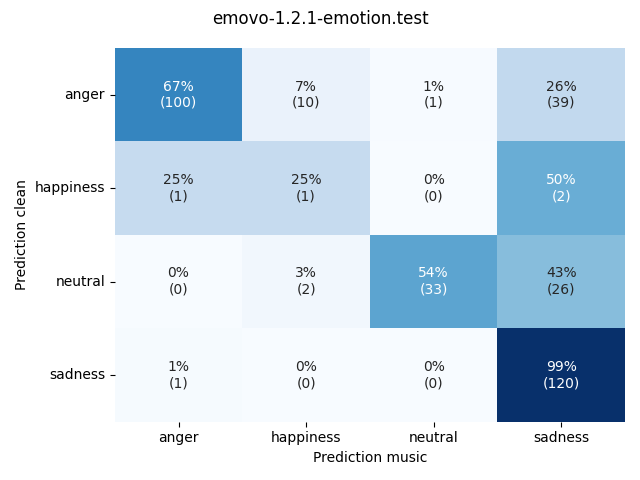 emovo-1.2.1-emotion.test
Prediction clean
anger
67% 7% 1% 26%
(100) (10) (1) (39)
happiness
25% 25% 0% 50%
(1) (1) (0) (2)
neutral
0% 3% 54% 43%
(0) (2) (33) (26)
sadness
1% 0% 0% 99%
(1) (0) (0) (120)
anger happiness neutral sadness
Prediction music